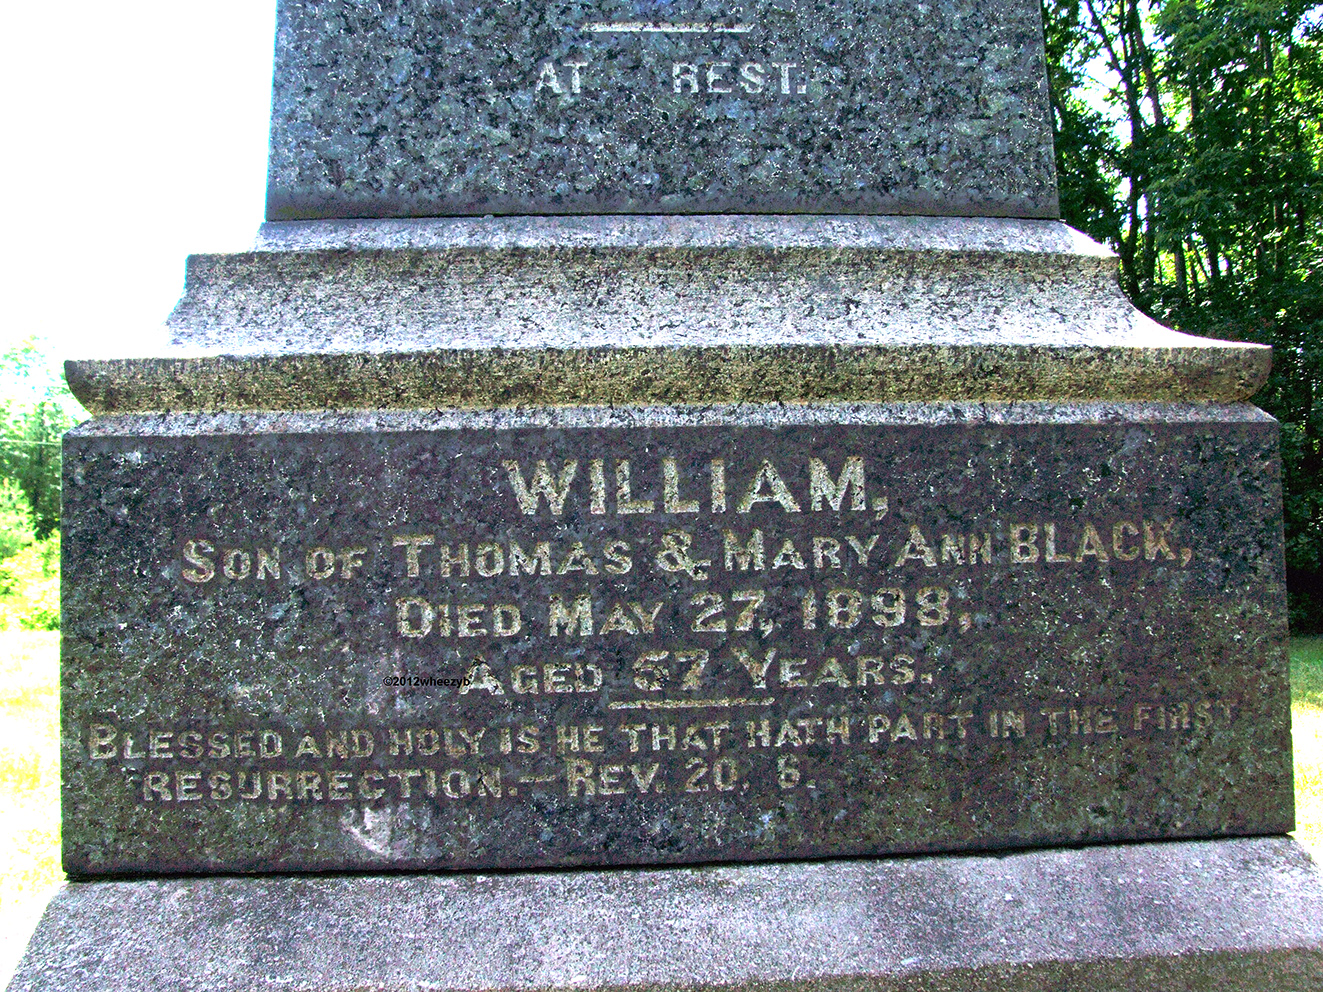 AT REST.
WILLIAM,
SON OF THOMAS & MARY ANN BLACK,
DIED MAY 27, 1898,
AGED 57 YEARS.
©2012wheezyb
BLESSED AND HOLY IS HE THAT HATH PART IN THE FIRST
RESURRECTION.—REV. 20, 6.